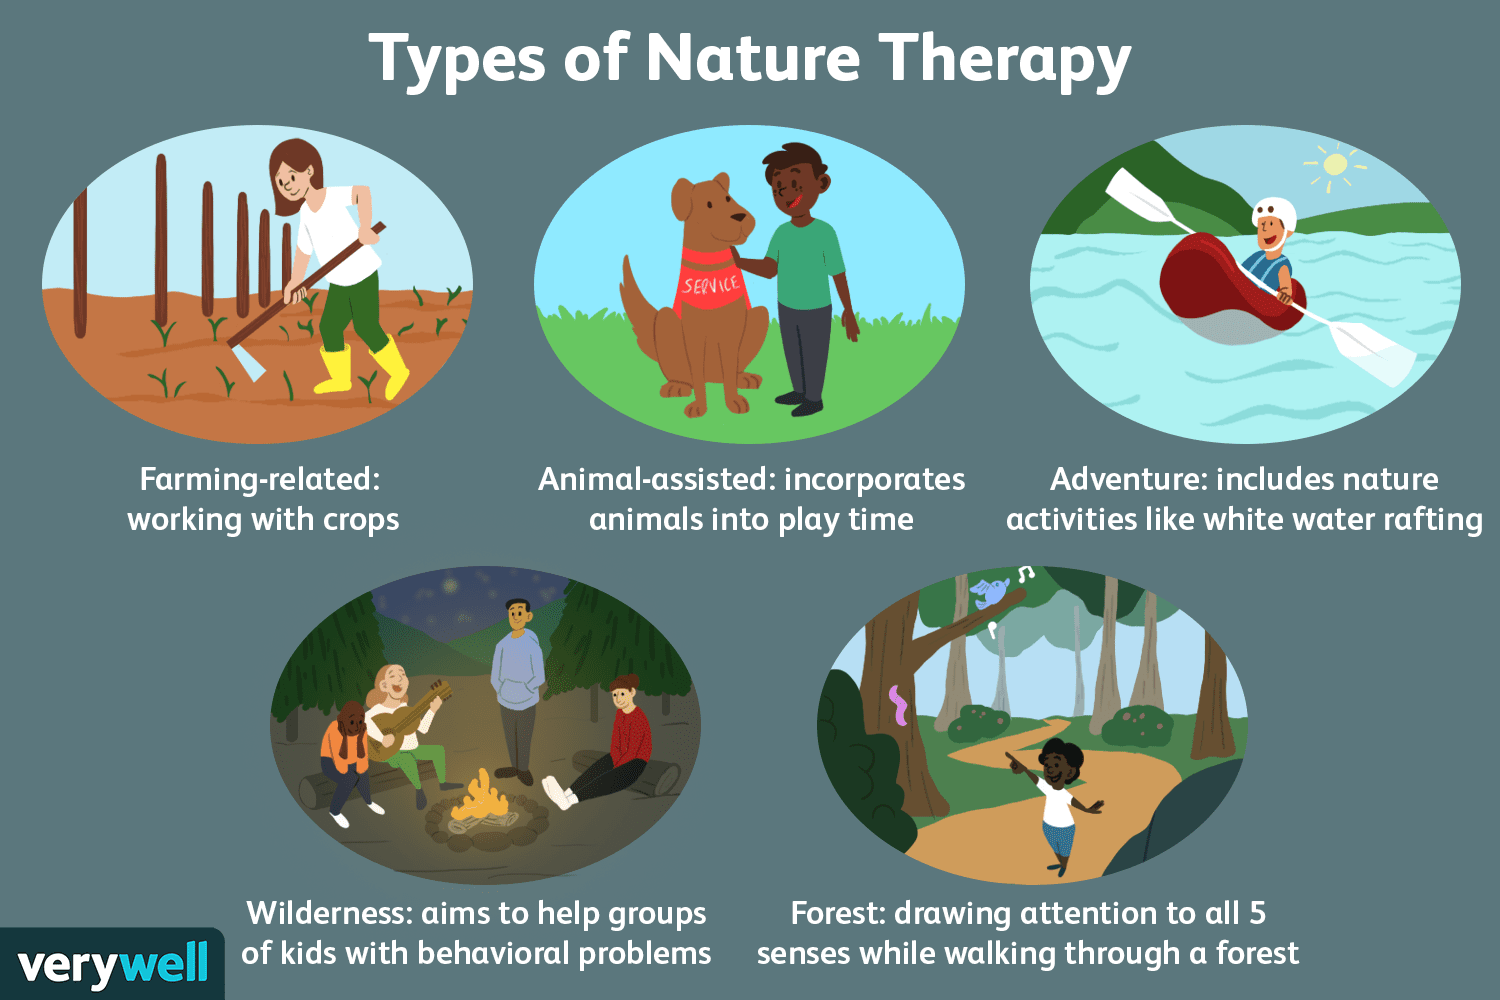 Types of Nature Therapy
SERVICE
Farming-related:
working with crops
Animal-assisted: incorporates
animals into play time
Adventure: includes nature
activities like white water rafting
Wilderness: aims to help groups
of kids with behavioral problems
Forest: drawing attention to all 5
senses while walking through a forest
verywell